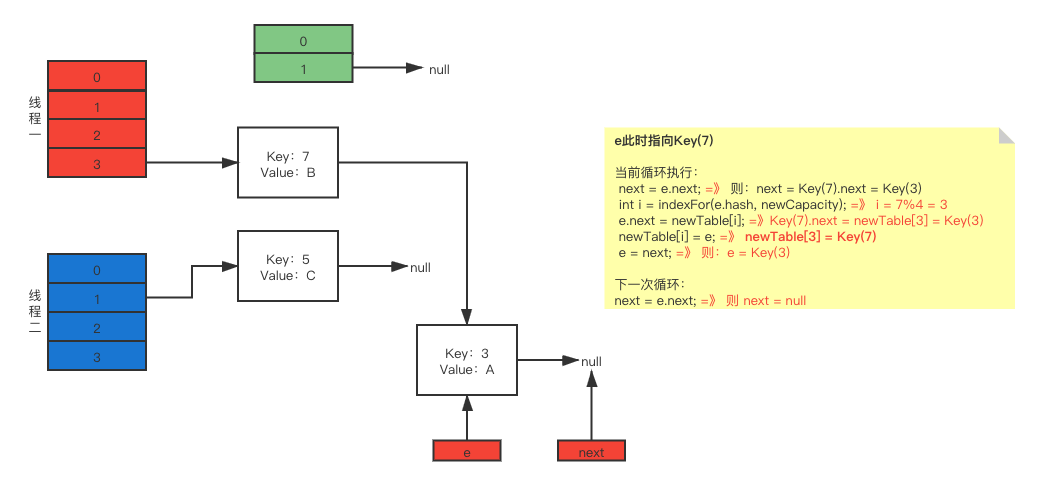 0
1
null
线程一
0
1
2
3
Key：7
Value：B
Key：5
Value：C
null
线程二
0
1
2
3
Key：3
Value：A
null
e
next
e此时指向Key(7)
当前循环执行：
next = e.next; =》 则：next = Key(7).next = Key(3)
int i = indexFor(e.hash, newCapacity); =》 i = 7%4 = 3
e.next = newTable[i]; =》Key(7).next = newTable[3] = Key(3)
newTable[i] = e; =》 newTable[3] = Key(7)
e = next; =》 则：e = Key(3)
下一次循环：
next = e.next; =》 则 next = null